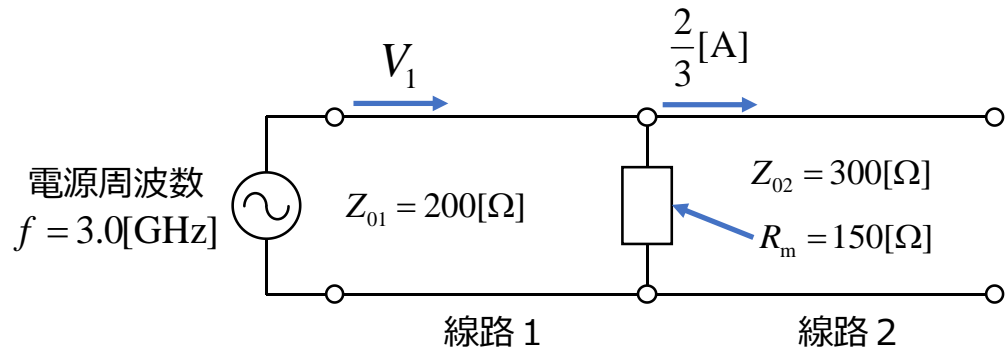 V₁
2/3[A]
電源周波数
f = 3.0[GHz]
Z₀₁ = 200[Ω]
Z₀₂ = 300[Ω]
Rₘ = 150[Ω]
線路1
線路2